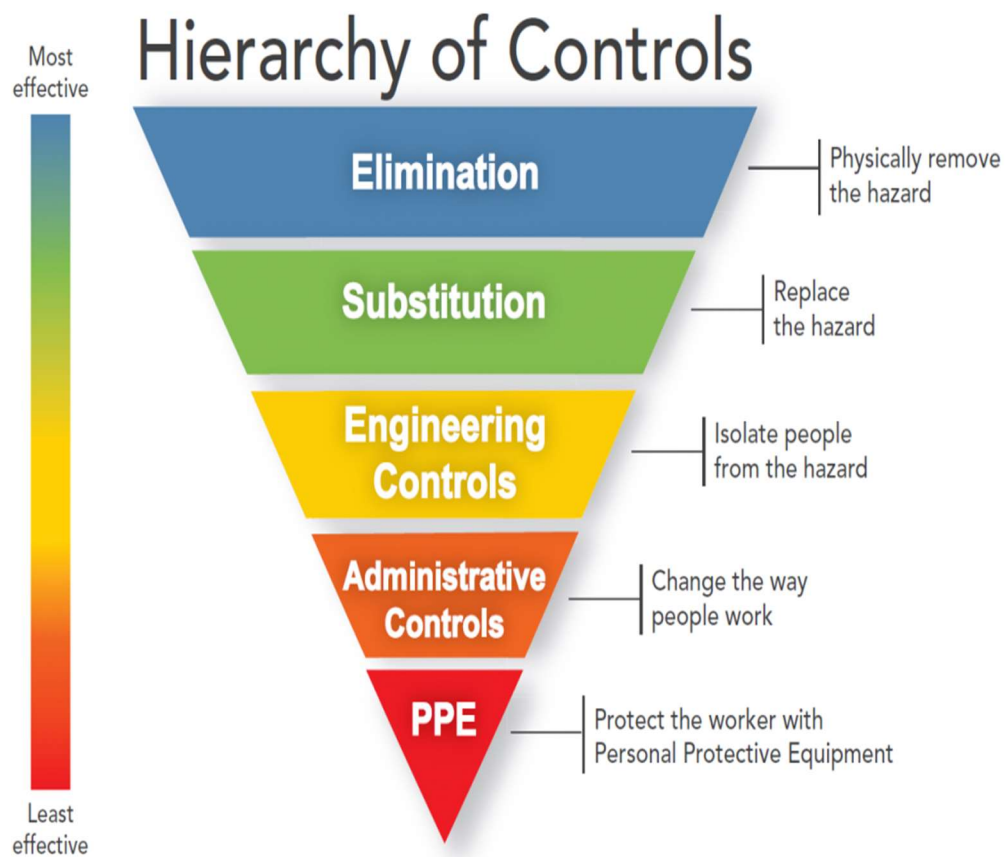 Hierarchy of Controls
Most
effective
Elimination
Physically remove
the hazard
Substitution
Replace
the hazard
Engineering
Controls
Isolate people
from the hazard
Administrative
Controls
Change the way
people work
PPE
Protect the worker with
Personal Protective Equipment
Least
effective